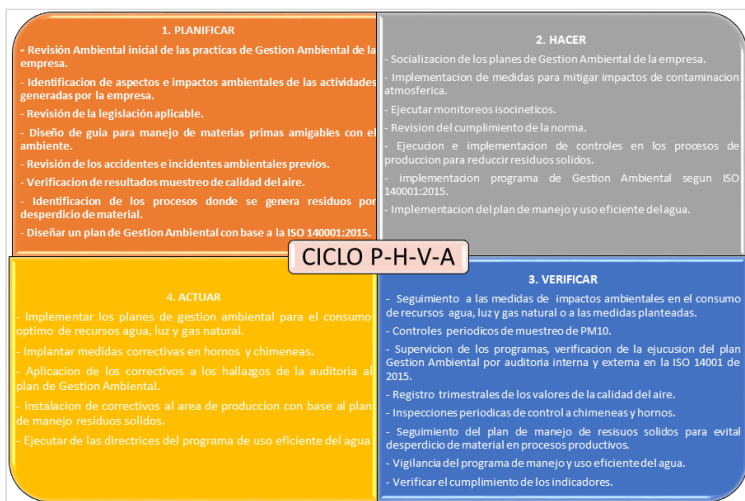 1. PLANIFICAR
- Revisión Ambiental inicial de las practicas de Gestión Ambiental de la
empresa.
- Identificacion de aspectos e impactos ambientales de las actividades
generadas por la empresa.
- Revisión de la legislación aplicable.
- Diseño de guia para manejo de materias primas amigables con el
ambiente.
- Revisión de los accidentes e incidentes ambientales previos.
- Verificacion de resultados muestreo de calidad del aire.
- Identificacion de los procesos donde se genera residuos por
desperdicio de material.
- Diseñar un plan de Gestión Ambiental con base a la ISO 140001:2015.
2. HACER
- Socializacion de los planes de Gestión Ambiental de la empresa.
- Implementacion de medidas para mitigar impactos de contaminacion
atmosferica.
- Ejecutar monitoreos isocineticos.
- Revision del cumplimiento de la norma.
- Ejecucion e implementacion de controles en los procesos de
produccion para reduccir residuos solidos.
- implementacion programa de Gestión Ambiental segun ISO
140001:2015.
- Implementacion del plan de manejo y uso eficiente del agua.
CICLO P-H-V-A
4. ACTUAR
- Implementar los planes de gestión ambiental para el consumo
optimo de recursos agua, luz y gas natural.
- Implantar medidas correctivas en hornos y chimeneas.
- Aplicacion de los correctivos a los hallazgos de la auditoria al
plan de Gestión Ambiental.
- instalacion de correctivos al area de produccion con base al plan
de manejo residuos solidos.
- Ejecutar de las directrices del programa de uso eficiente del agua
3. VERIFICAR
- Seguimiento a las medidas de impactos ambientales en el consumo
de recursos agua, luz y gas natural o a las medidas planteadas.
- Controles periodicos de muestreo de PM10.
- Supervicion de los programas, verificacion de la ejucusion del plan
Gestión Ambiental por auditoria interna y externa en la ISO 14001 de
2015.
- Registro trimestrales de los valores de la calidad del aire.
- Inspecciones periodicas de control a chimeneas y hornos.
- Seguimiento del plan de manejo de resisuos solidos para evital
desperdicio de material en procesos productivos.
- Vigilancia del programa de manejo y uso eficiente del agua.
- Verificar el cumplimiento de los indicadores.